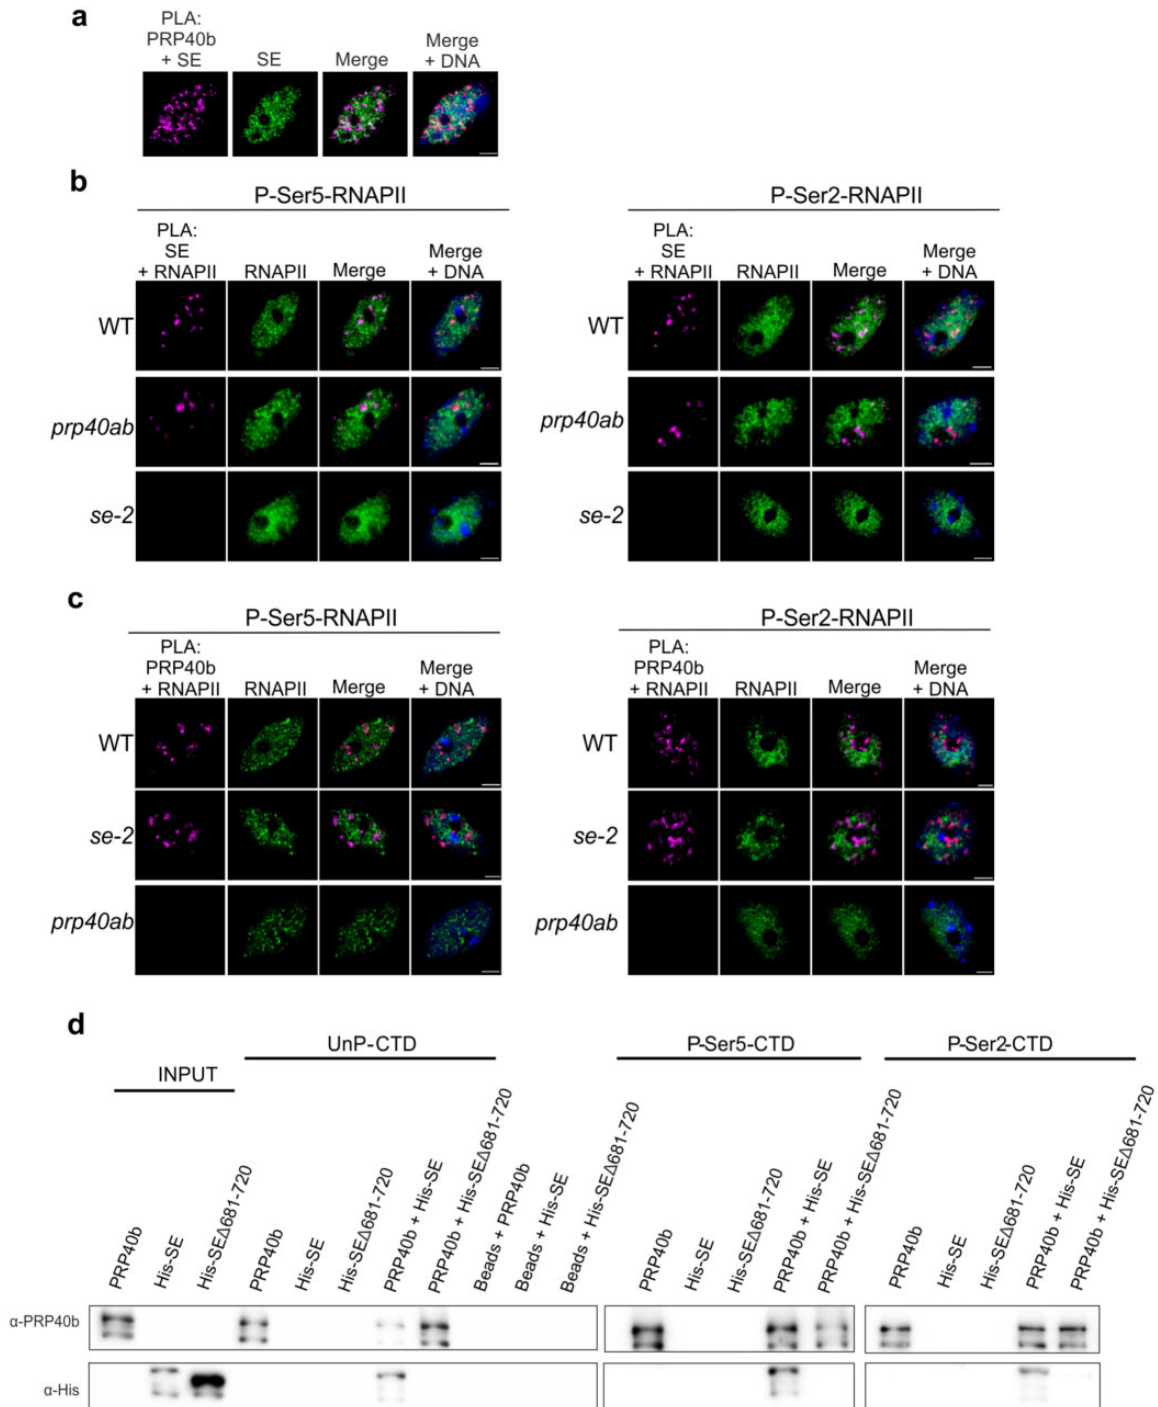 a
PLA:
PRP40b
+ SE
SE
Merge
Merge
+ DNA
b
P-Ser5-RNAPII
PLA:
SE
+ RNAPII
RNAPII
Merge
Merge
+ DNA
WT
prp40ab
se-2
P-Ser2-RNAPII
PLA:
SE
+ RNAPII
RNAPII
Merge
Merge
+ DNA
WT
prp40ab
se-2
c
P-Ser5-RNAPII
PLA:
PRP40b
+ RNAPII
RNAPII
Merge
Merge
+ DNA
WT
se-2
prp40ab
P-Ser2-RNAPII
PLA:
PRP40b
+ RNAPII
RNAPII
Merge
Merge
+ DNA
WT
se-2
prp40ab
d
INPUT
PRP40b
His-SE
His-SEΔ681-720
UnP-CTD
PRP40b
His-SE
His-SEΔ681-720
PRP40b + His-SE
PRP40b + His-SEΔ681-720
Beads + PRP40b
Beads + His-SE
Beads + His-SEΔ681-720
P-Ser5-CTD
PRP40b
His-SE
His-SEΔ681-720
PRP40b + His-SE
PRP40b + His-SEΔ681-720
P-Ser2-CTD
PRP40b
His-SE
His-SEΔ681-720
PRP40b + His-SE
PRP40b + His-SEΔ681-720
α-PRP40b
α-His